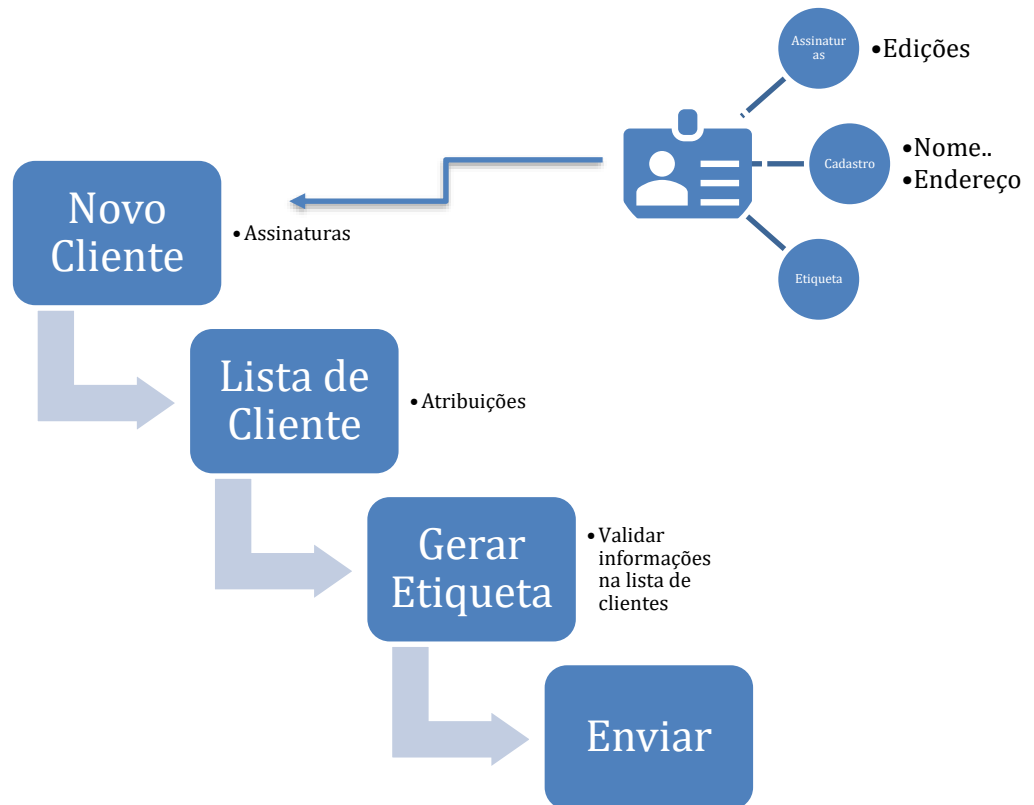 Assinatur
as
•Edições
Cadastro
•Nome..
•Endereço
Etiqueta
Novo
Cliente
•Assinaturas
Lista de
Cliente
•Atribuições
Gerar
Etiqueta
•Validar
informações
na lista de
clientes
Enviar